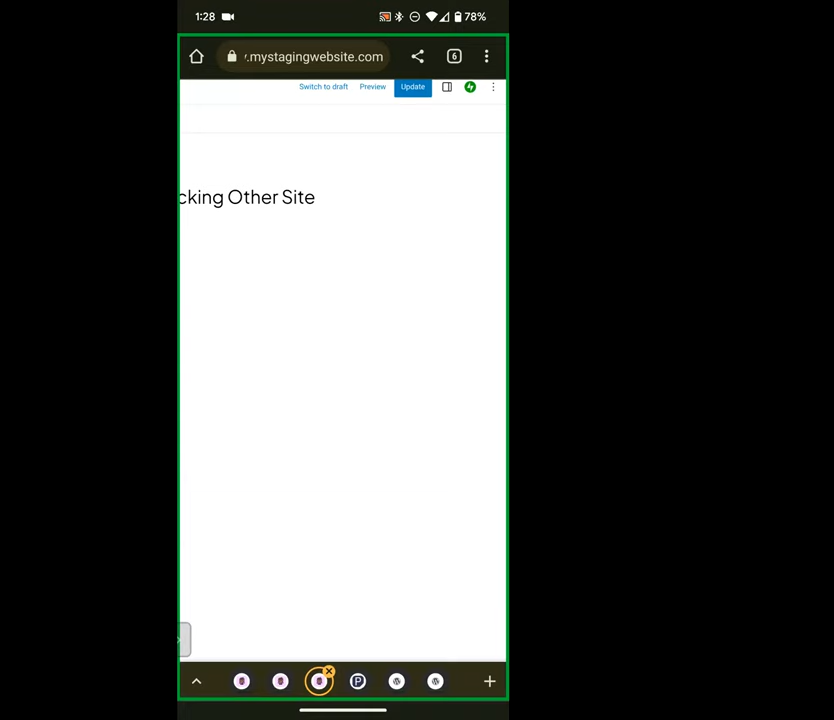 1:28 78%
.mystagingwebsite.com 6
Switch to draft Preview Update
cking Other Site